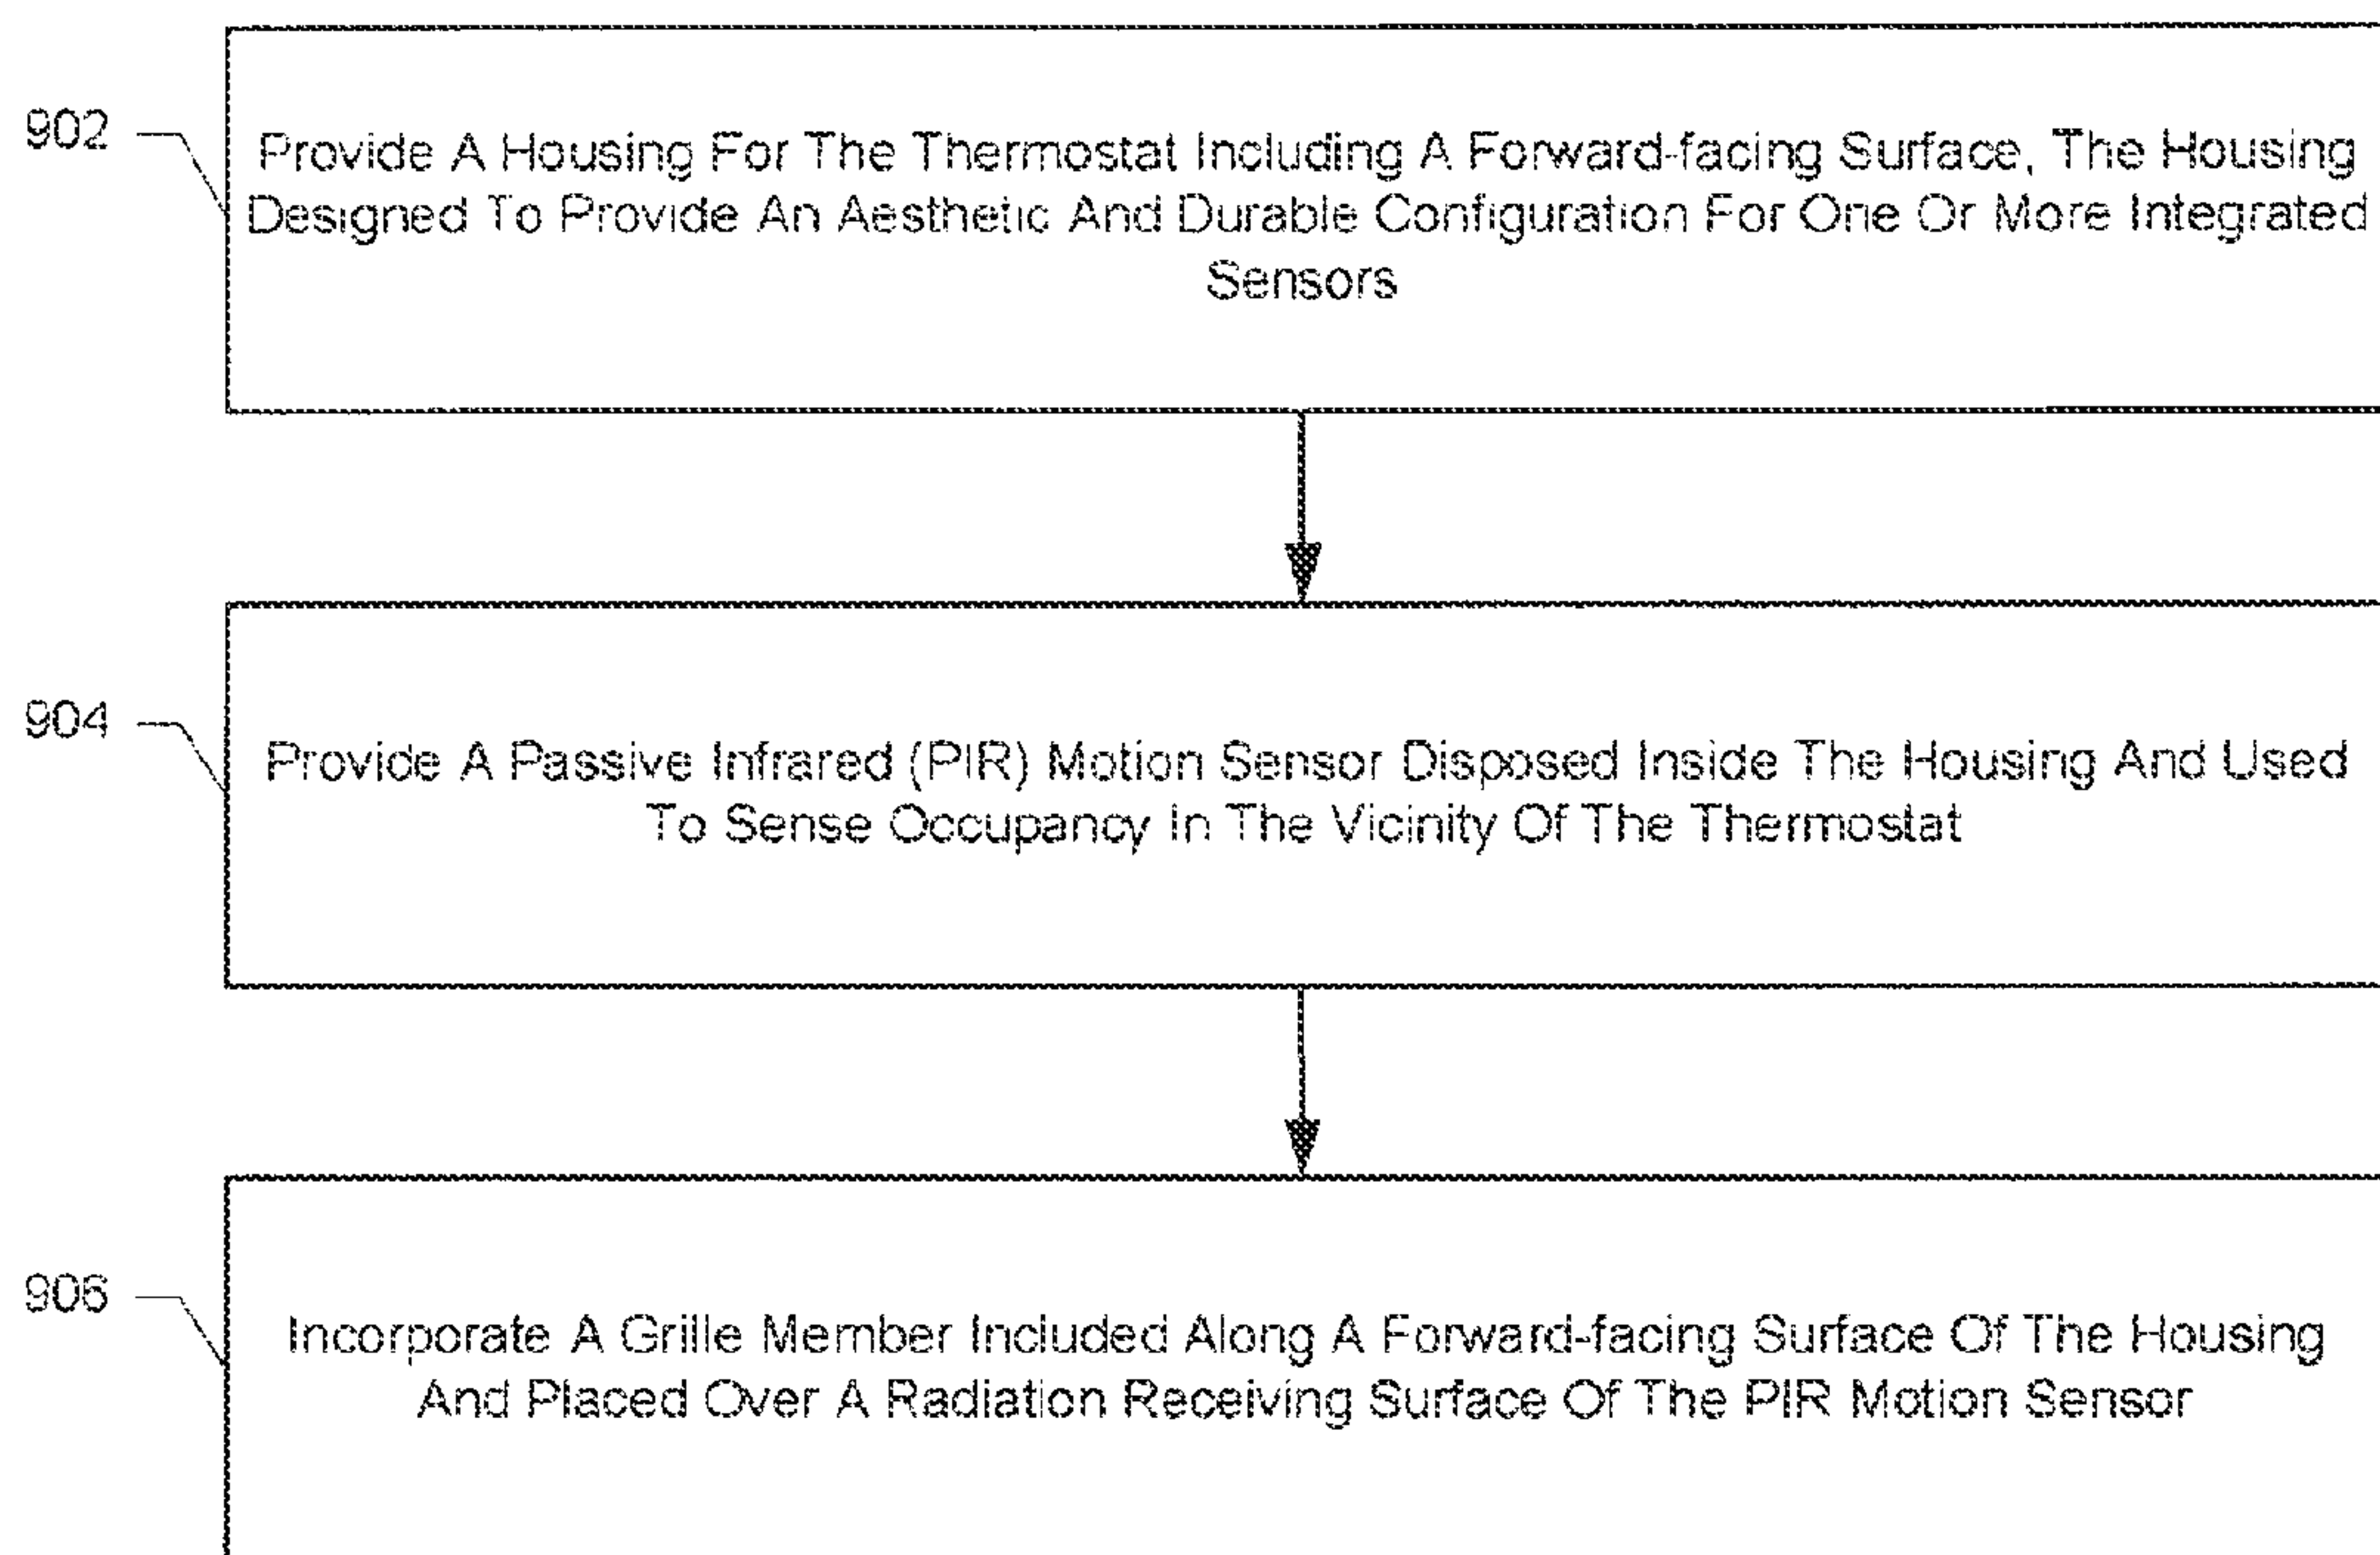 902
Provide A Housing For The Thermostat Including A Forward-facing Surface, The Housing
Designed To Provide An Aesthetic And Durable Configuration For One Or More Integrated
Sensors
904
Provide A Passive Infrared (PIR) Motion Sensor Disposed Inside The Housing And Used
To Sense Occupancy In The Vicinity Of The Thermostat
906
Incorporate A Grille Member Included Along A Forward-facing Surface Of The Housing
And Placed Over A Radiation Receiving Surface Of The PIR Motion Sensor